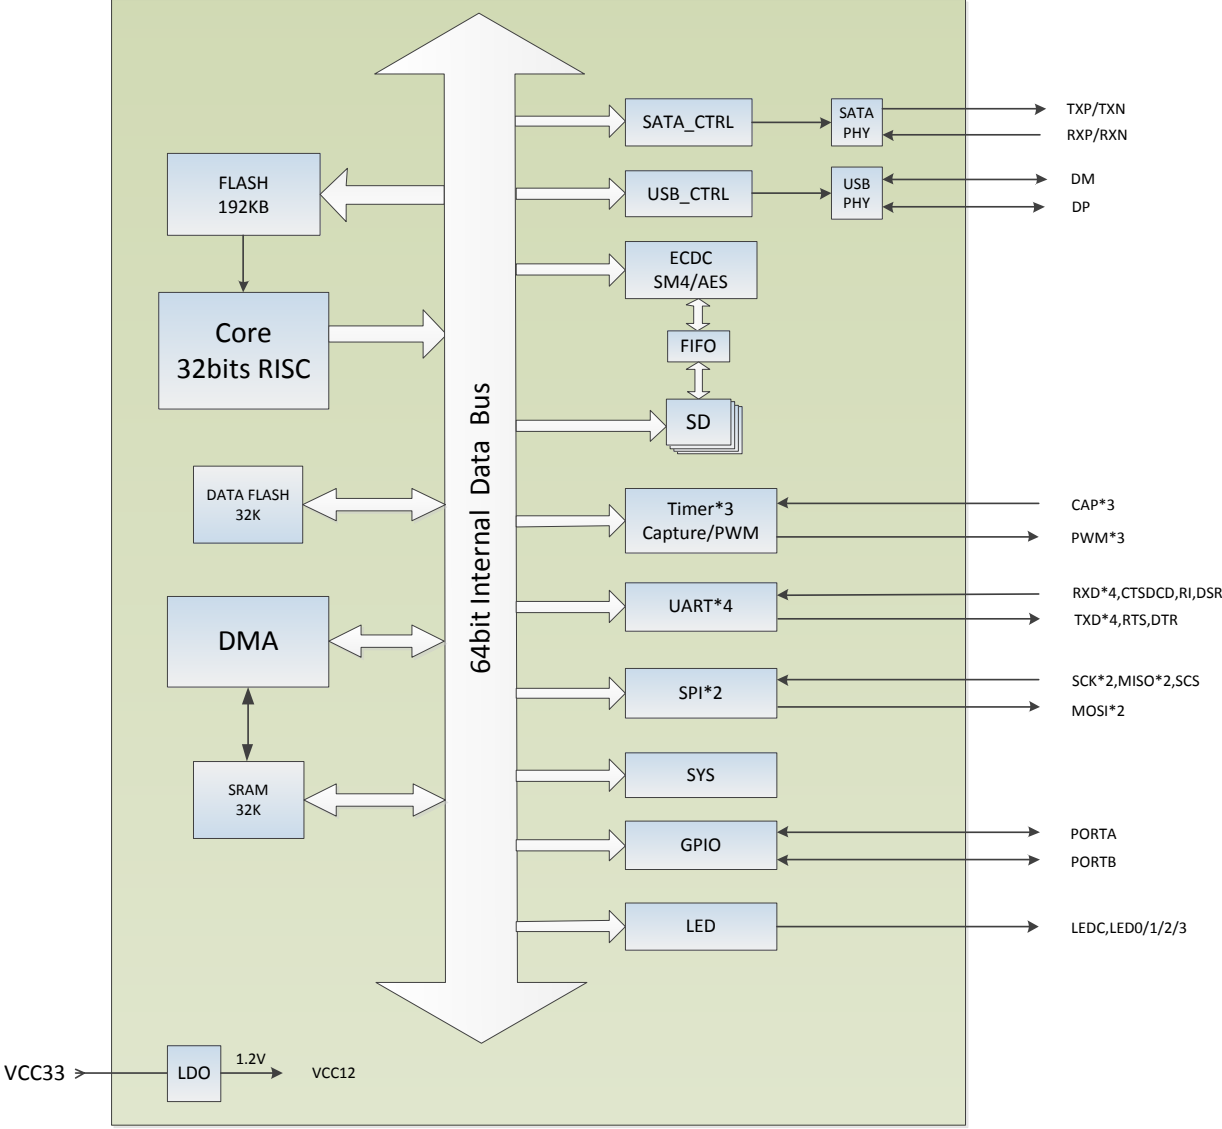 SATA_CTRL
SATA
PHY
TXP/TXN
RXP/RXN
FLASH
192KB
USB_CTRL
USB
PHY
DM
DP
ECDC
SM4/AES
Core
32bits RISC
FIFO
SD
64bit Internal Data Bus
DATA FLASH
32K
Timer*3
Capture/PWM
CAP*3
PWM*3
DMA
UART*4
RXD*4,CTSDCD,RI,DSR
TXD*4,RTS,DTR
SPI*2
SCK*2,MISO*2,SCS
MOSI*2
SRAM
32K
SYS
GPIO
PORTA
PORTB
LED
LEDC,LED0/1/2/3
VCC33
LDO
1.2V
VCC12